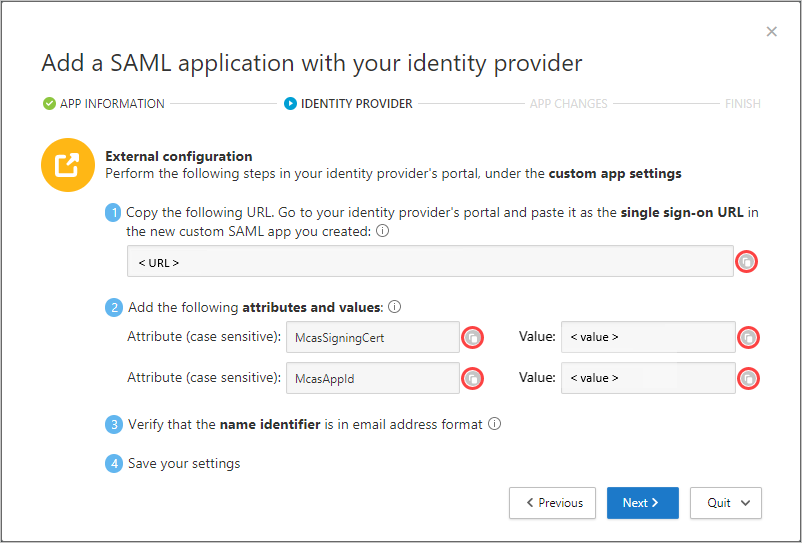 Add a SAML application with your identity provider
APP INFORMATION IDENTITY PROVIDER APP CHANGES FINISH
External configuration
Perform the following steps in your identity provider's portal, under the custom app settings
1 Copy the following URL. Go to your identity provider's portal and paste it as the single sign-on URL in
the new custom SAML app you created:
< URL >
2 Add the following attributes and values:
Attribute (case sensitive): McasSigningCert Value: < value >
Attribute (case sensitive): McasAppId Value: < value >
3 Verify that the name identifier is in email address format
4 Save your settings
Previous Next Quit